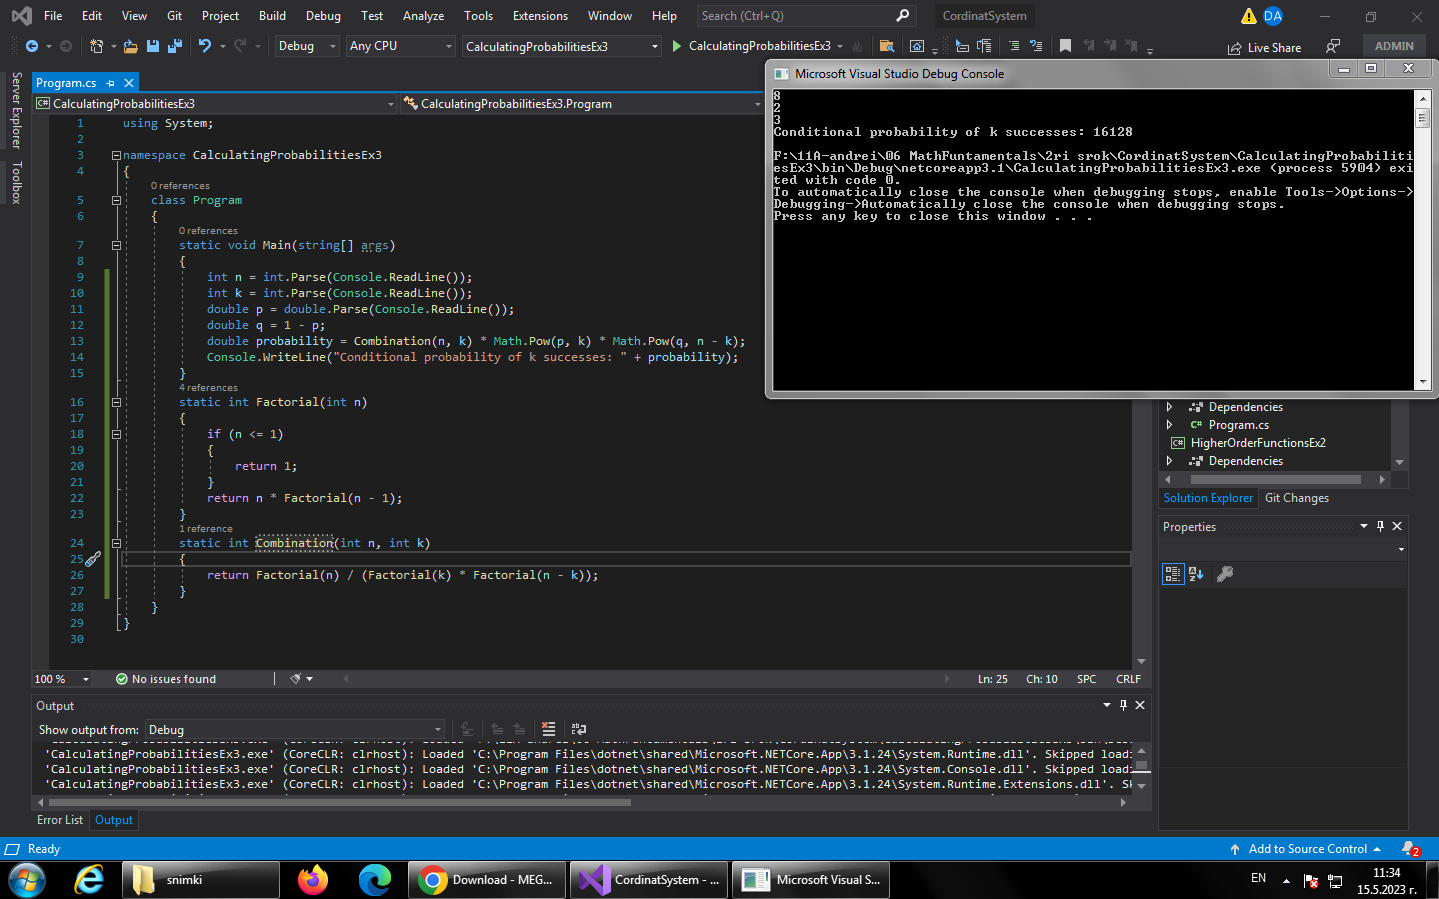 File Edit View Git Project Build Debug Test Analyze Tools Extensions Window Help Search (Ctrl+Q) CordinatSystem DA
Debug Any CPU CalculatingProbabilitiesEx3 CalculatingProbabilitiesEx3 Live Share ADMIN
Server Explorer
Toolbox
Program.cs
C# CalculatingProbabilitiesEx3 CalculatingProbabilitiesEx3.Program
1 using System;
2
3 namespace CalculatingProbabilitiesEx3
4 {
0 references
5 class Program
6 {
0 references
7 static void Main(string[] args)
8 {
9 int n = int.Parse(Console.ReadLine());
10 int k = int.Parse(Console.ReadLine());
11 double p = double.Parse(Console.ReadLine());
12 double q = 1 - p;
13 double probability = Combination(n, k) * Math.Pow(p, k) * Math.Pow(q, n - k);
14 Console.WriteLine("Conditional probability of k successes: " + probability);
15 }
4 references
16 static int Factorial(int n)
17 {
18 if (n <= 1)
19 {
20 return 1;
21 }
22 return n * Factorial(n - 1);
23 }
1 reference
24 static int Combination(int n, int k)
25 {
26 return Factorial(n) / (Factorial(k) * Factorial(n - k));
27 }
28 }
29 }
30
Microsoft Visual Studio Debug Console
8
2
3
Conditional probability of k successes: 16128
F:\11A-andrei\06 MathFuntamentals\2ri srok\CordinatSystem\CalculatingProbabiliti
esEx3\bin\Debug\netcoreapp3.1\CalculatingProbabilitiesEx3.exe (process 5904) exi
ted with code 0.
To automatically close the console when debugging stops, enable Tools->Options->
Debugging->Automatically close the console when debugging stops.
Press any key to close this window . . .
Dependencies
C# Program.cs
C# HigherOrderFunctionsEx2
Dependencies
Solution Explorer Git Changes
Properties
100 % No issues found Ln: 25 Ch: 10 SPC CRLF
Output
Show output from: Debug
'CalculatingProbabilitiesEx3.exe' (CoreCLR: clrhost): Loaded 'C:\Program Files\dotnet\shared\Microsoft.NETCore.App\3.1.24\System.Runtime.dll'. Skipped loadi
'CalculatingProbabilitiesEx3.exe' (CoreCLR: clrhost): Loaded 'C:\Program Files\dotnet\shared\Microsoft.NETCore.App\3.1.24\System.Console.dll'. Skipped loadi
'CalculatingProbabilitiesEx3.exe' (CoreCLR: clrhost): Loaded 'C:\Program Files\dotnet\shared\Microsoft.NETCore.App\3.1.24\System.Runtime.Extensions.dll'. Sk
Error List Output
Ready Add to Source Control 2
snimki Download - MEG... CordinatSystem - ... Microsoft Visual S... EN 11:34
15.5.2023 г.